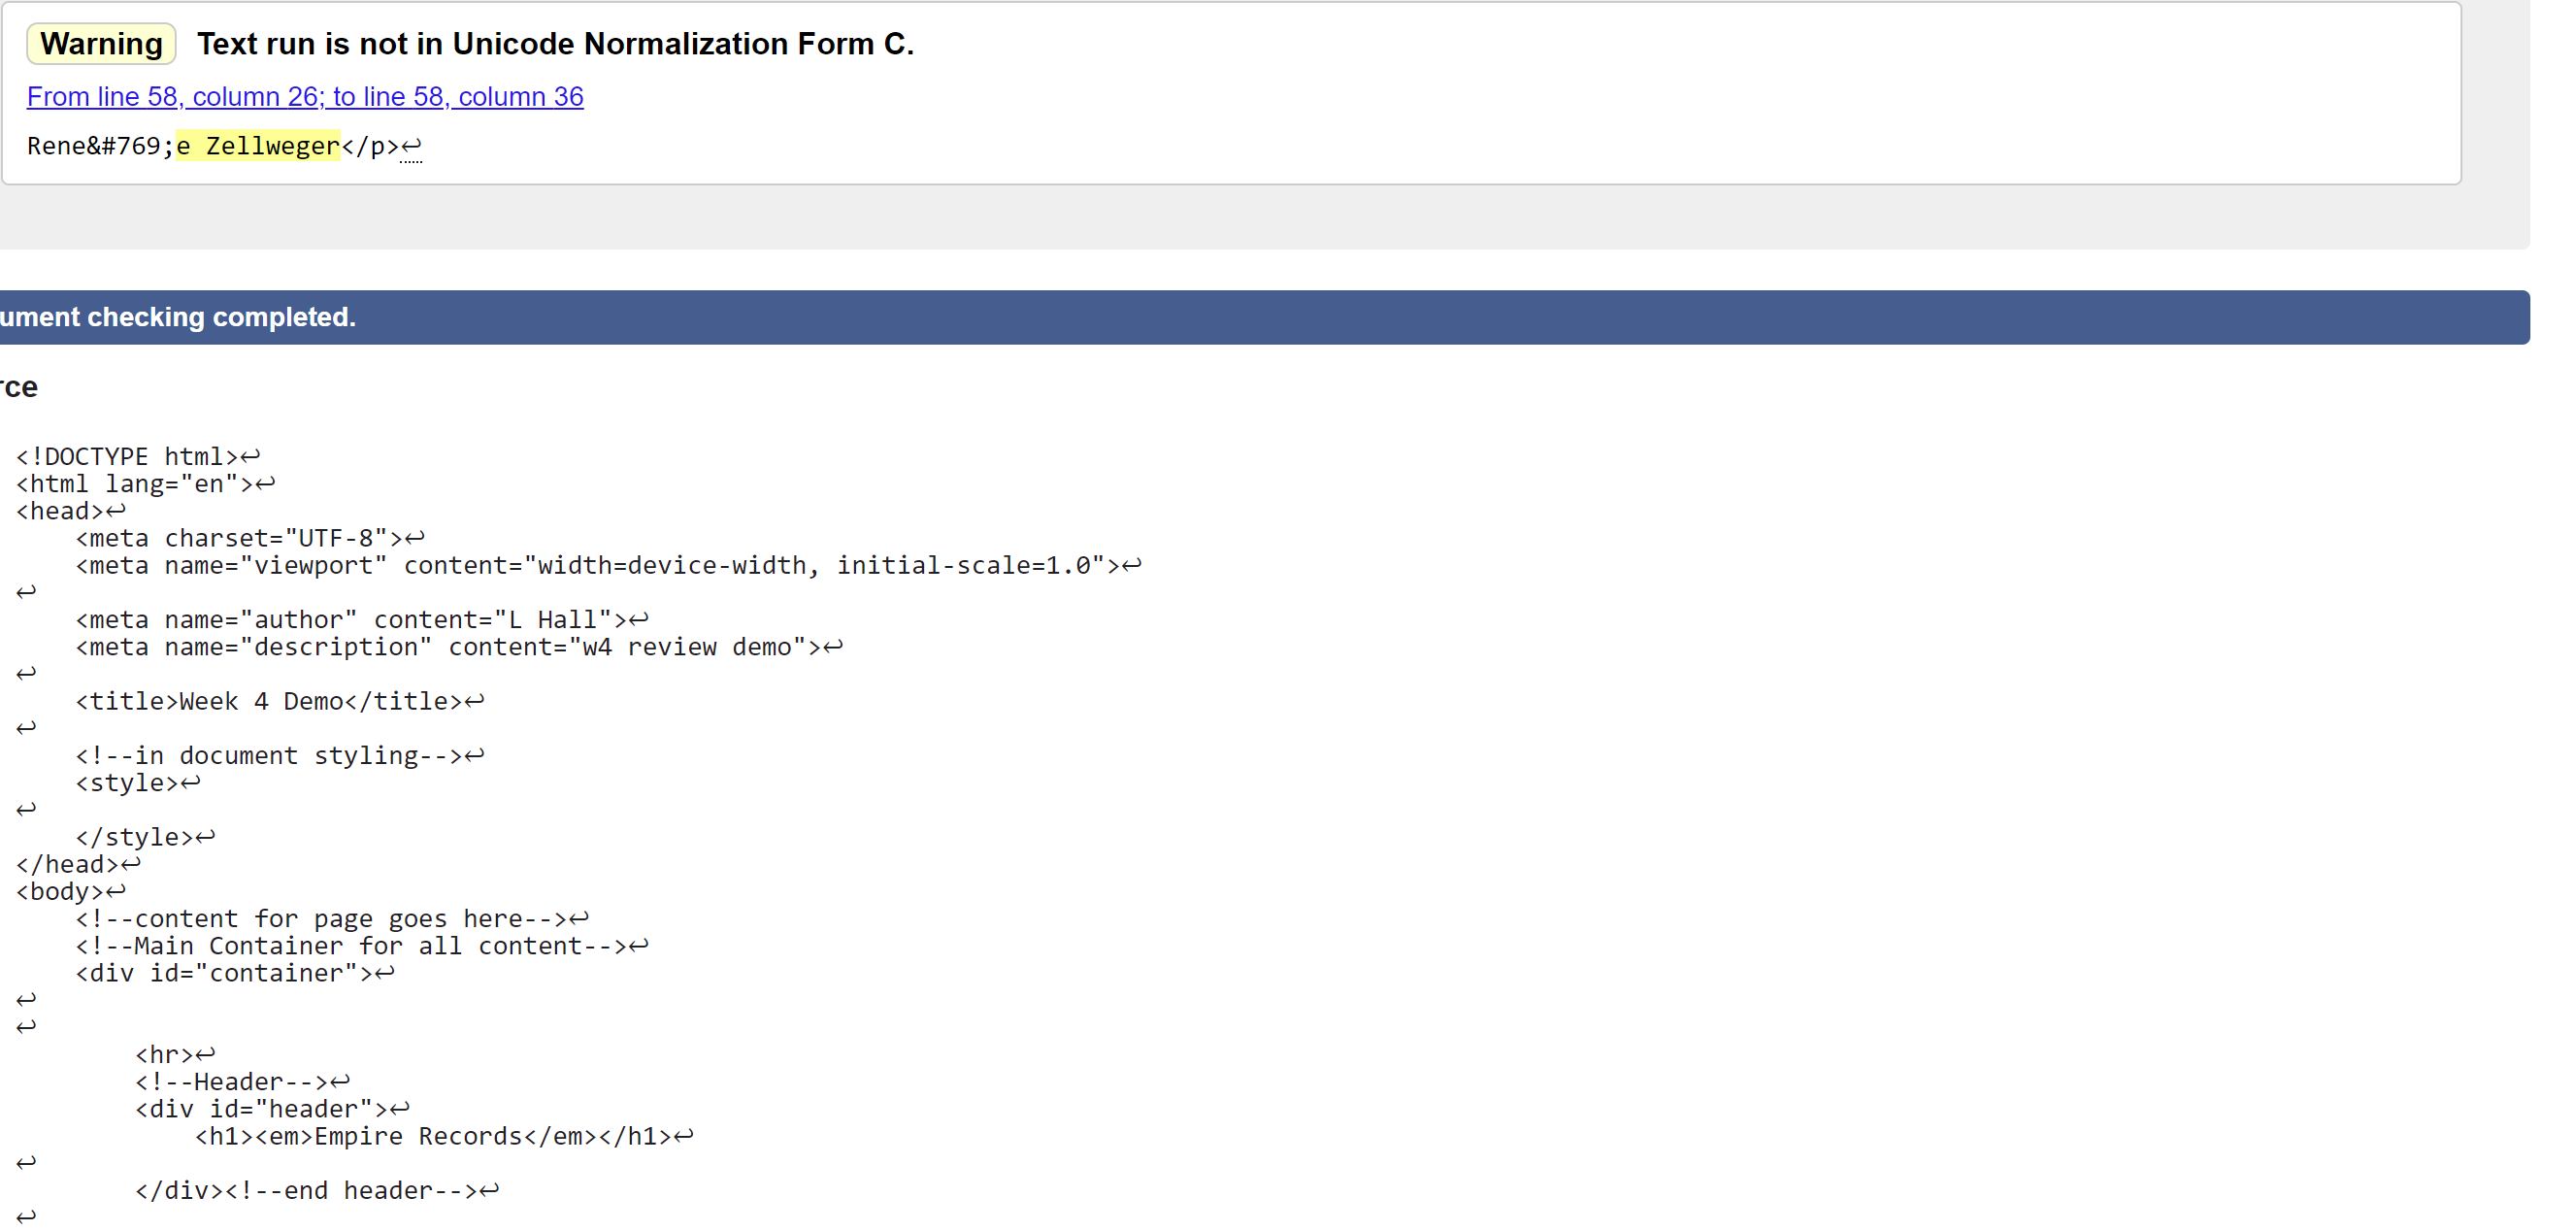 Warning Text run is not in Unicode Normalization Form C.
From line 58, column 26; to line 58, column 36
Rene&#769;e Zellweger</p>↩
ument checking completed.
rce
<!DOCTYPE html>↩
<html lang="en">↩
<head>↩
    <meta charset="UTF-8">↩
    <meta name="viewport" content="width=device-width, initial-scale=1.0">↩
↩
    <meta name="author" content="L Hall">↩
    <meta name="description" content="w4 review demo">↩
↩
    <title>Week 4 Demo</title>↩
↩
    <!--in document styling-->↩
    <style>↩
↩
    </style>↩
</head>↩
<body>↩
    <!--content for page goes here-->↩
    <!--Main Container for all content-->↩
    <div id="container">↩
↩
↩
        <hr>↩
        <!--Header-->↩
        <div id="header">↩
            <h1><em>Empire Records</em></h1>↩
↩
        </div><!--end header-->↩
↩